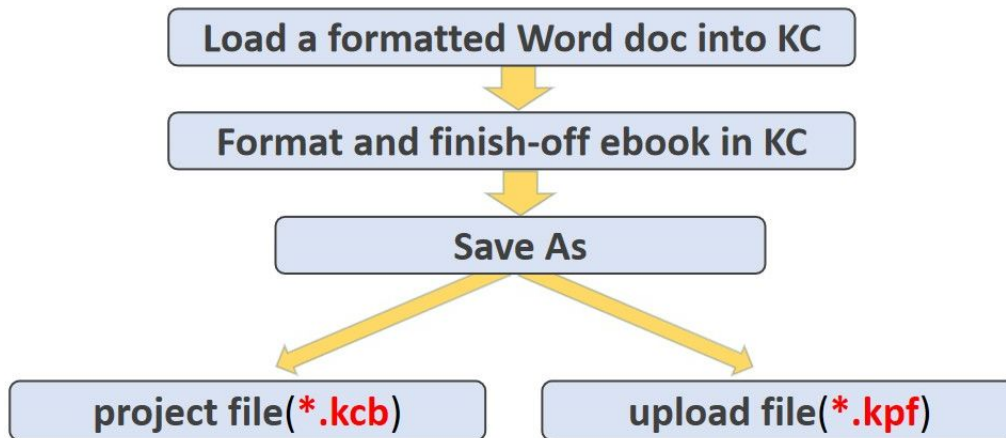 Load a formatted Word doc into KC
Format and finish-off ebook in KC
Save As
project file(*.kcb)
upload file(*.kpf)